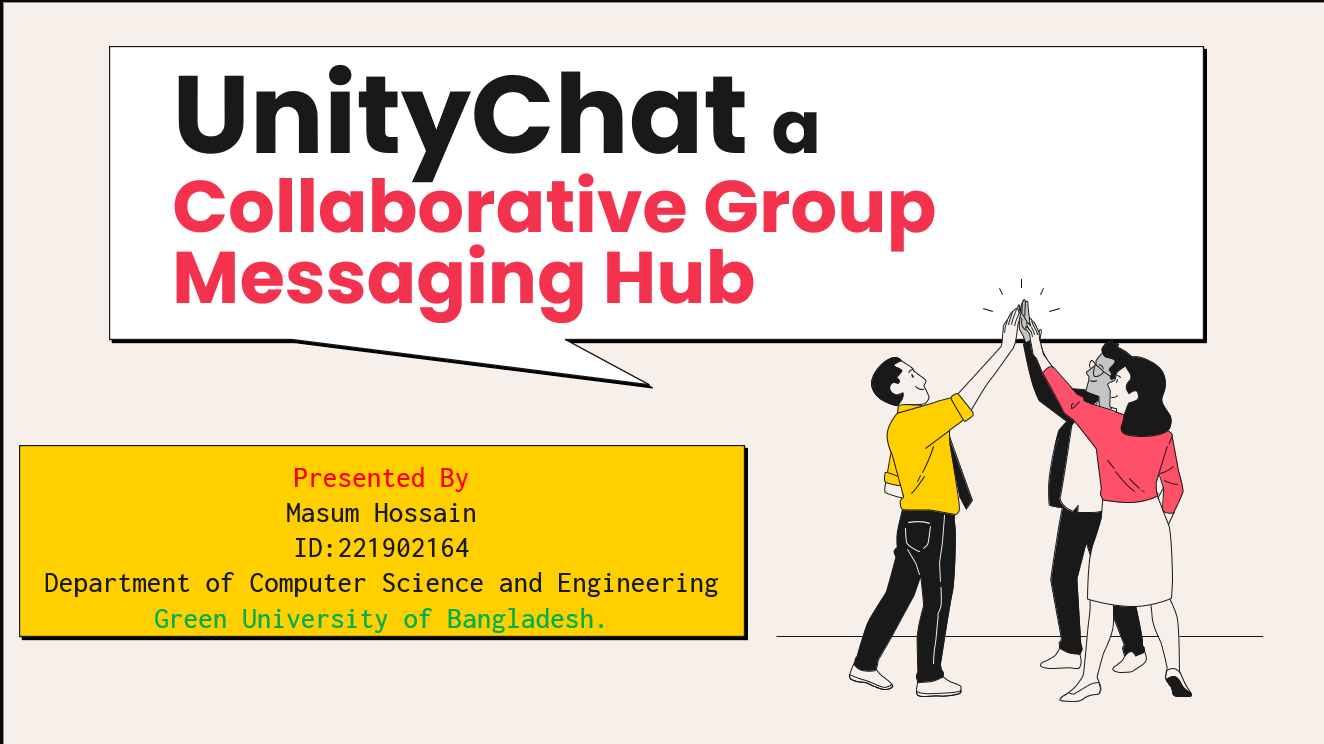 UnityChat a
Collaborative Group
Messaging Hub
Presented By
Masum Hossain
ID:221902164
Department of Computer Science and Engineering
Green University of Bangladesh.